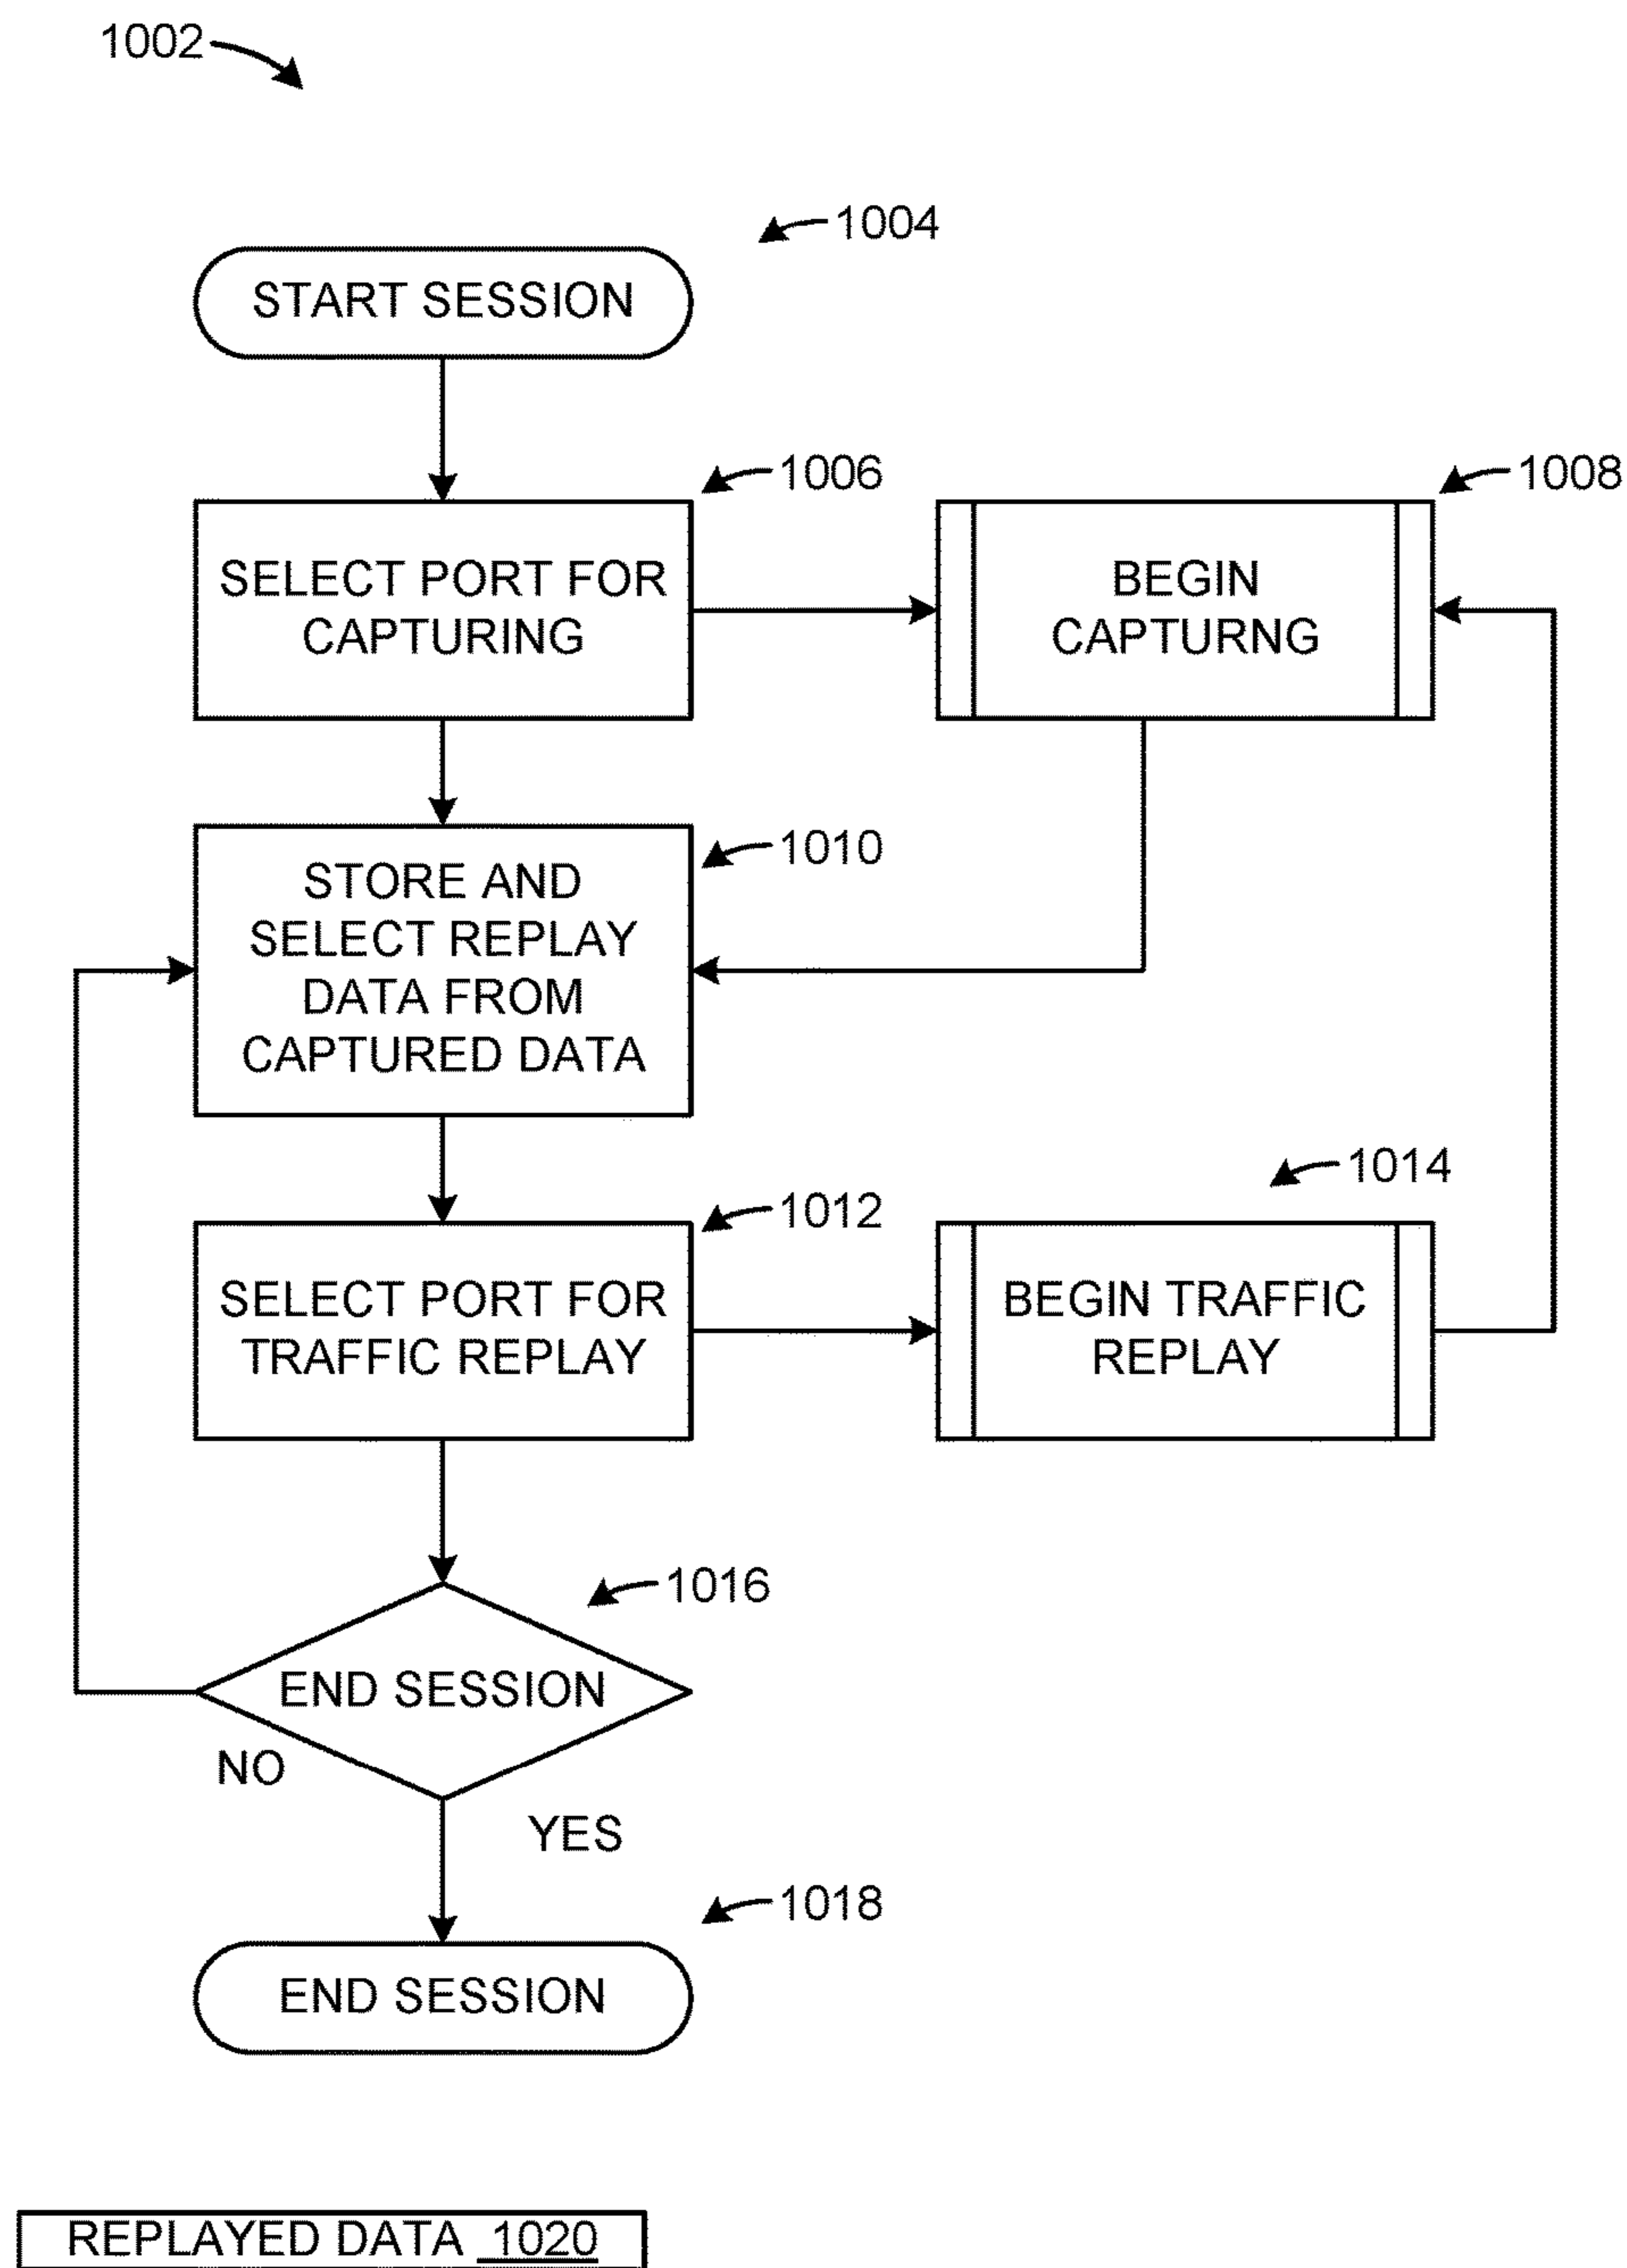 1002
1004
START SESSION
1006
SELECT PORT FOR
CAPTURING
1008
BEGIN
CAPTURNG
1010
STORE AND
SELECT REPLAY
DATA FROM
CAPTURED DATA
1012
SELECT PORT FOR
TRAFFIC REPLAY
1014
BEGIN TRAFFIC
REPLAY
1016
END SESSION
NO
YES
1018
END SESSION
REPLAYED DATA 1020